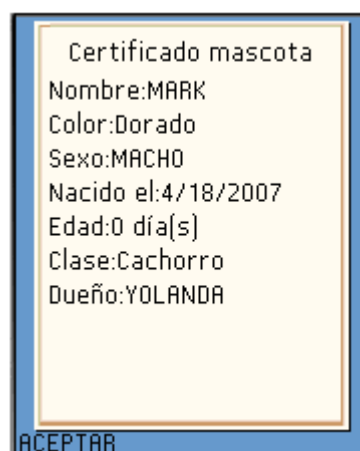 Certificado mascota
Nombre:MARK
Color:Dorado
Sexo:MACHO
Nacido el:4/18/2007
Edad:0 día(s)
Clase:Cachorro
Dueño:YOLANDA
ACEPTAR